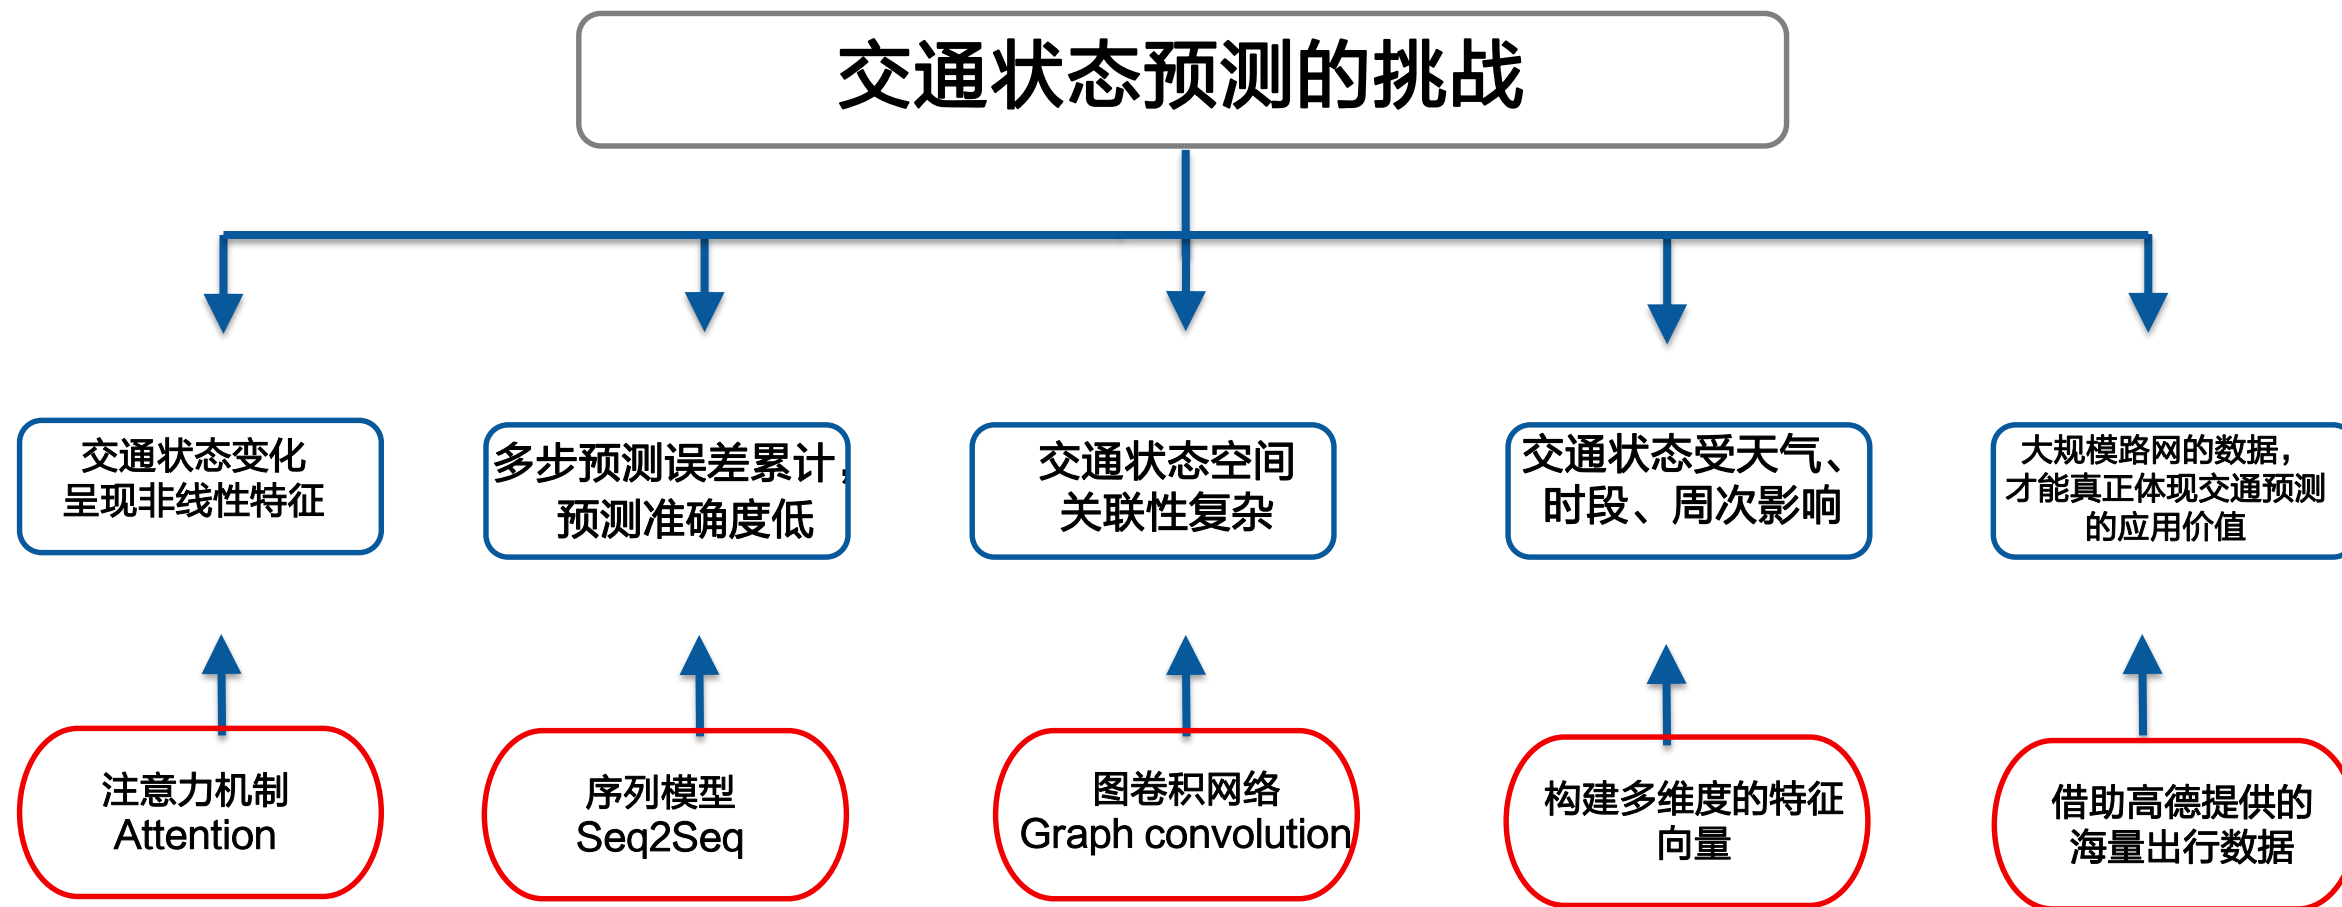 交通状态预测的挑战
交通状态变化
呈现非线性特征
多步预测误差累计，
预测准确度低
交通状态空间
关联性复杂
交通状态受天气、
时段、周次影响
大规模路网的数据，
才能真正体现交通预测
的应用价值
注意力机制
Attention
序列模型
Seq2Seq
图卷积网络
Graph convolution
构建多维度的特征
向量
借助高德提供的
海量出行数据